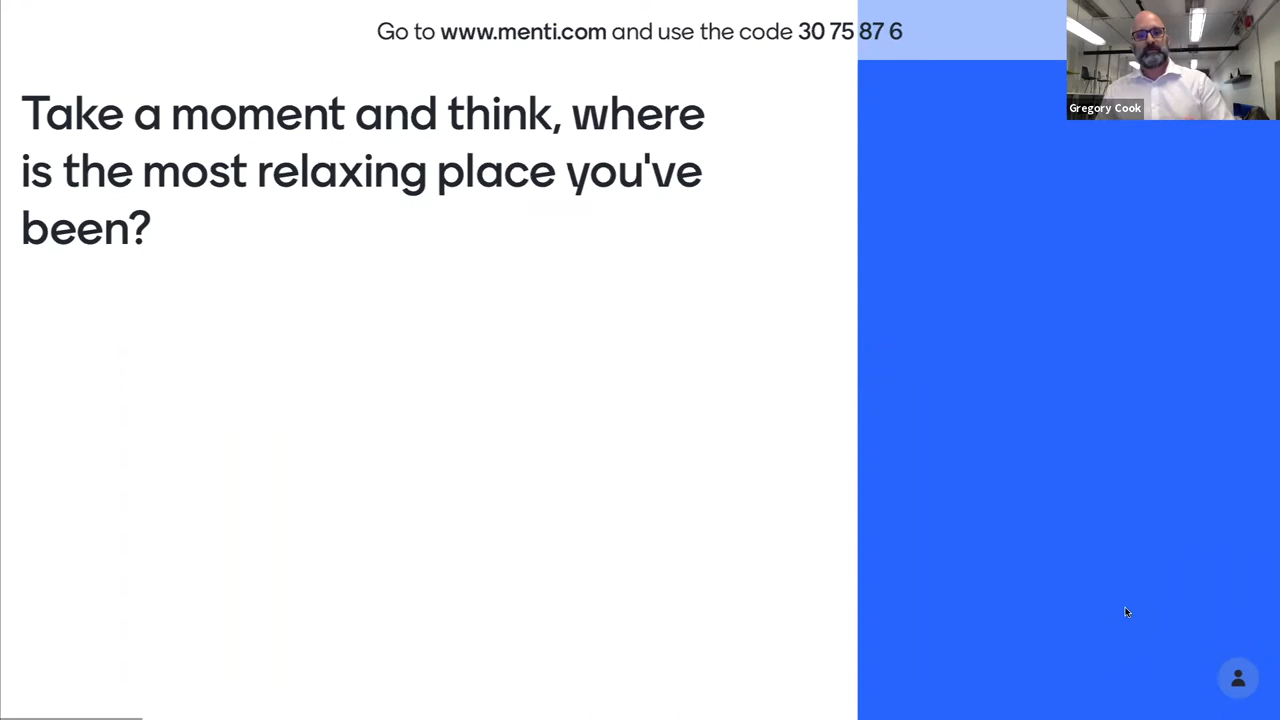 Go to www.menti.com and use the code 30 75 87 6
Gregory Cook
Take a moment and think, where
is the most relaxing place you've
been?